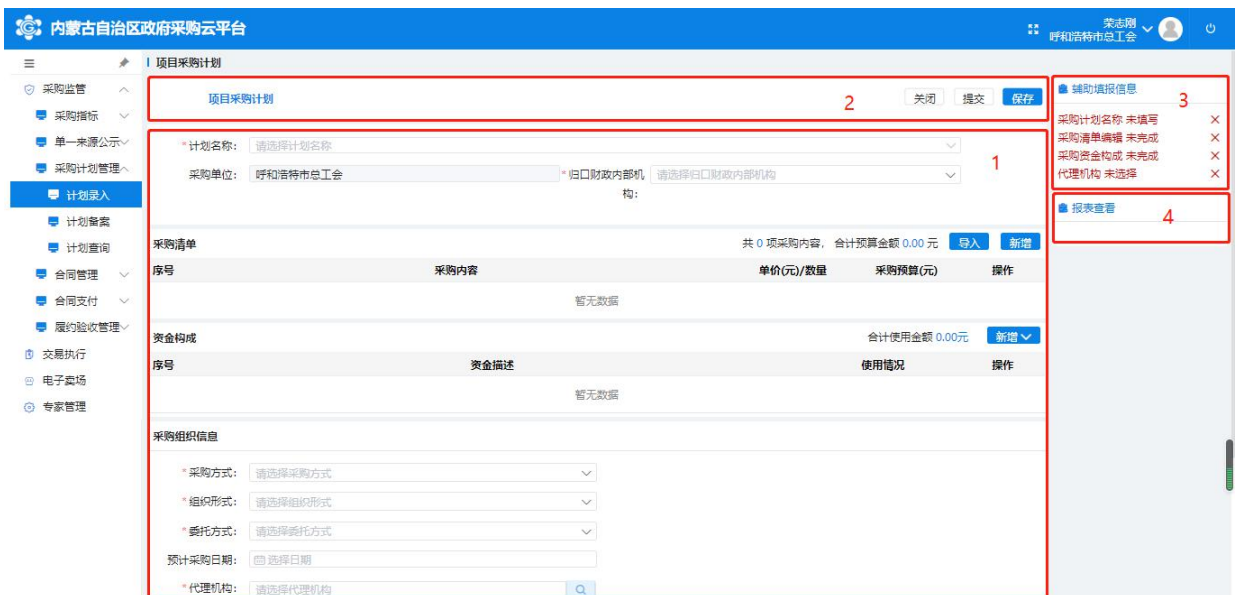 内蒙古自治区政府采购云平台
荣志刚
呼和浩特市总工会
采购监管
采购指标
单一来源公示
采购计划管理
计划录入
计划备案
计划查询
合同管理
合同支付
履约验收管理
交易执行
电子卖场
专家管理
项目采购计划
项目采购计划
2
关闭 提交 保存
*计划名称: 请选择计划名称
1
采购单位: 呼和浩特市总工会 *归口财政内部机构: 请选择归口财政内部机构
采购清单 共 0 项采购内容, 合计预算金额 0.00 元 导入 新增
序号 采购内容 单价(元)/数量 采购预算(元) 操作
暂无数据
资金构成 合计使用金额 0.00元 新增
序号 资金描述 使用情况 操作
暂无数据
采购组织信息
*采购方式: 请选择采购方式
*组织形式: 请选择组织形式
*委托方式: 请选择委托方式
预计采购日期: 选择日期
*代理机构: 请选择代理机构
辅助填报信息
3
采购计划名称 未填写
采购清单编辑 未完成
采购资金构成 未完成
代理机构 未选择
报表查看
4